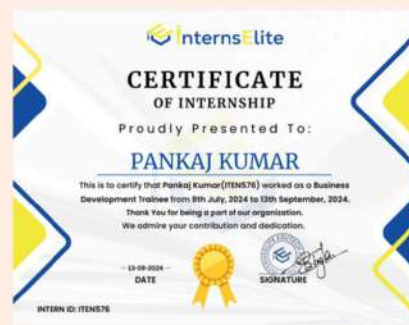 InternsElite
CERTIFICATE
OF INTERNSHIP
Proudly Presented To:
PANKAJ KUMAR
This is to certify that Pankaj Kumar(ITEN576) worked as a Business
Development Trainee from 8th July, 2024 to 13th September, 2024.
Thank You for being a part of our organization.
We admire your contribution and dedication.
13-09-2024
DATE
SIGNATURE
INTERN ID: ITEN576